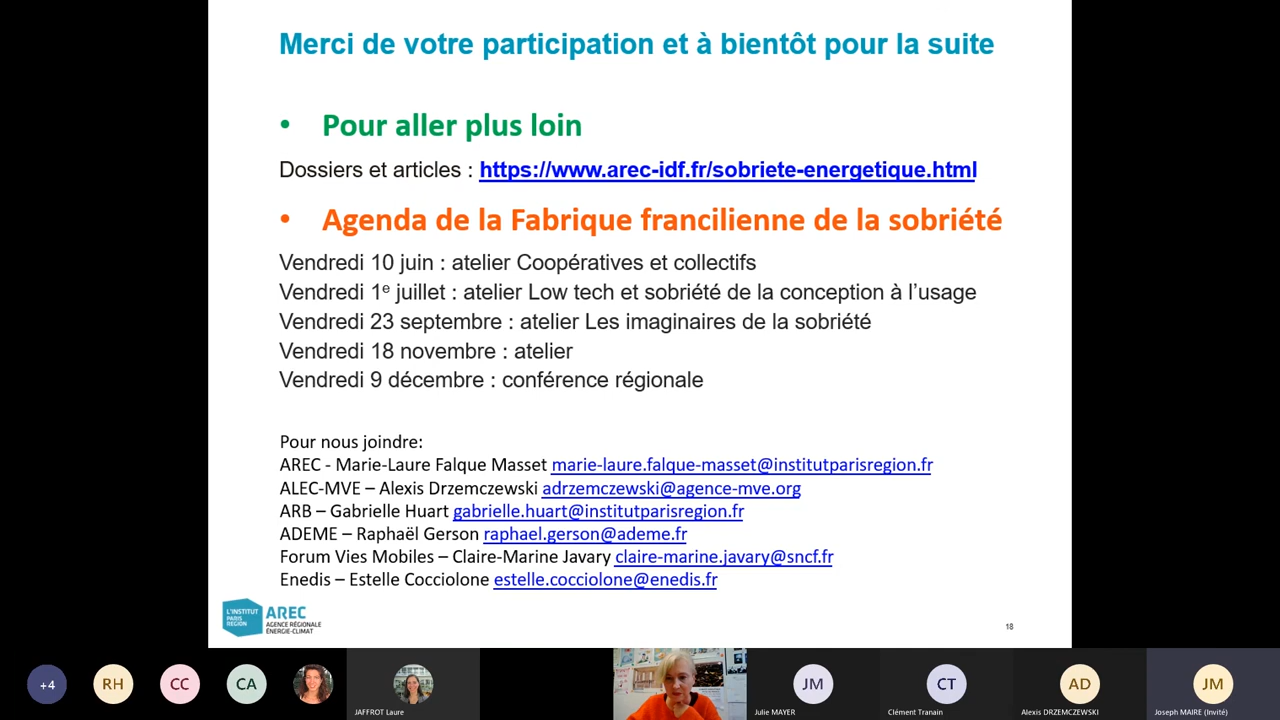 Merci de votre participation et à bientôt pour la suite
• Pour aller plus loin
Dossiers et articles : https://www.arec-idf.fr/sobriete-energetique.html
• Agenda de la Fabrique francilienne de la sobriété
Vendredi 10 juin : atelier Coopératives et collectifs
Vendredi 1e juillet : atelier Low tech et sobriété de la conception à l’usage
Vendredi 23 septembre : atelier Les imaginaires de la sobriété
Vendredi 18 novembre : atelier
Vendredi 9 décembre : conférence régionale
Pour nous joindre:
AREC - Marie-Laure Falque Masset marie-laure.falque-masset@institutparisregion.fr
ALEC-MVE – Alexis Drzemczewski adrzemczewski@agence-mve.org
ARB – Gabrielle Huart gabrielle.huart@institutparisregion.fr
ADEME – Raphaël Gerson raphael.gerson@ademe.fr
Forum Vies Mobiles – Claire-Marine Javary claire-marine.javary@sncf.fr
Enedis – Estelle Cocciolone estelle.cocciolone@enedis.fr
L'INSTITUT PARIS REGION
AREC
AGENCE RÉGIONALE
ÉNERGIE-CLIMAT
18
+4 RH CC CA JM CT AD JM
JAFFROT Laure Julie MAYER Clément Tranain Alexis DRZEMCZEWSKI Joseph MAIRE (Invité)